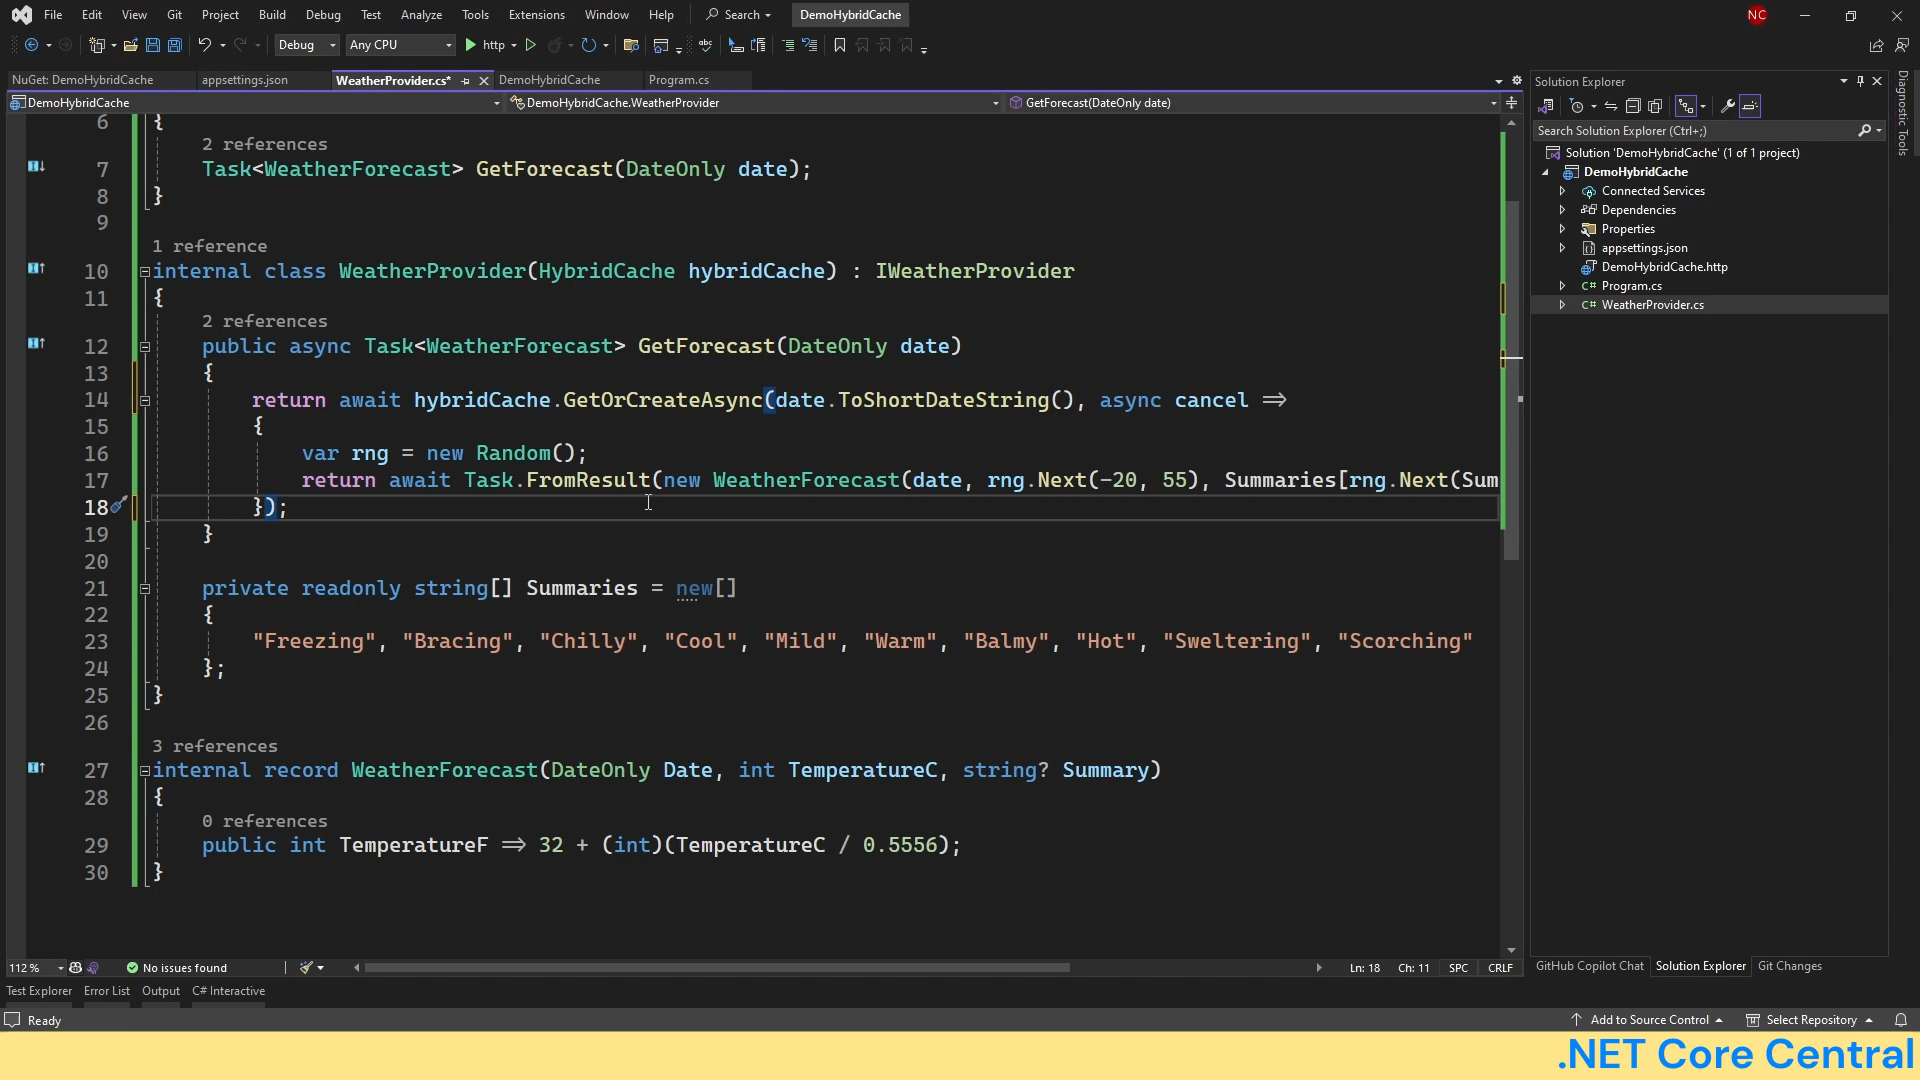 File Edit View Git Project Build Debug Test Analyze Tools Extensions Window Help Search DemoHybridCache NC
Debug Any CPU http
NuGet: DemoHybridCache appsettings.json WeatherProvider.cs* DemoHybridCache Program.cs
DemoHybridCache DemoHybridCache.WeatherProvider GetForecast(DateOnly date)
6 {
2 references
7 Task<WeatherForecast> GetForecast(DateOnly date);
8 }
9
1 reference
10 internal class WeatherProvider(HybridCache hybridCache) : IWeatherProvider
11 {
2 references
12 public async Task<WeatherForecast> GetForecast(DateOnly date)
13 {
14 return await hybridCache.GetOrCreateAsync(date.ToShortDateString(), async cancel =>
15 {
16 var rng = new Random();
17 return await Task.FromResult(new WeatherForecast(date, rng.Next(-20, 55), Summaries[rng.Next(Sum
18 });
19 }
20
21 private readonly string[] Summaries = new[]
22 {
23 "Freezing", "Bracing", "Chilly", "Cool", "Mild", "Warm", "Balmy", "Hot", "Sweltering", "Scorching"
24 };
25 }
26
3 references
27 internal record WeatherForecast(DateOnly Date, int TemperatureC, string? Summary)
28 {
0 references
29 public int TemperatureF => 32 + (int)(TemperatureC / 0.5556);
30 }
112 % No issues found Ln: 18 Ch: 11 SPC CRLF
Test Explorer Error List Output C# Interactive
Solution Explorer
Search Solution Explorer (Ctrl+;)
Solution 'DemoHybridCache' (1 of 1 project)
DemoHybridCache
Connected Services
Dependencies
Properties
appsettings.json
DemoHybridCache.http
C# Program.cs
C# WeatherProvider.cs
GitHub Copilot Chat Solution Explorer Git Changes
Diagnostic Tools
Ready Add to Source Control Select Repository
.NET Core Central